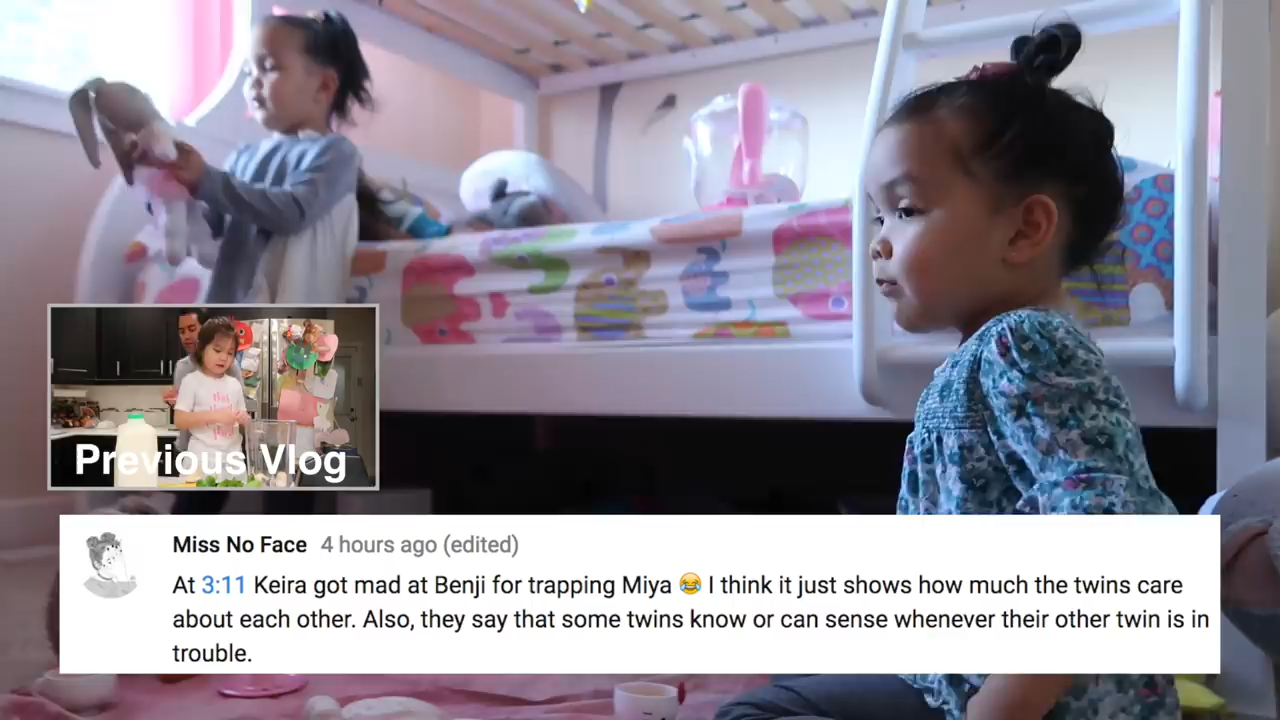 Previous Vlog
Miss No Face 4 hours ago (edited)
At 3:11 Keira got mad at Benji for trapping Miya 😂 I think it just shows how much the twins care
about each other. Also, they say that some twins know or can sense whenever their other twin is in
trouble.